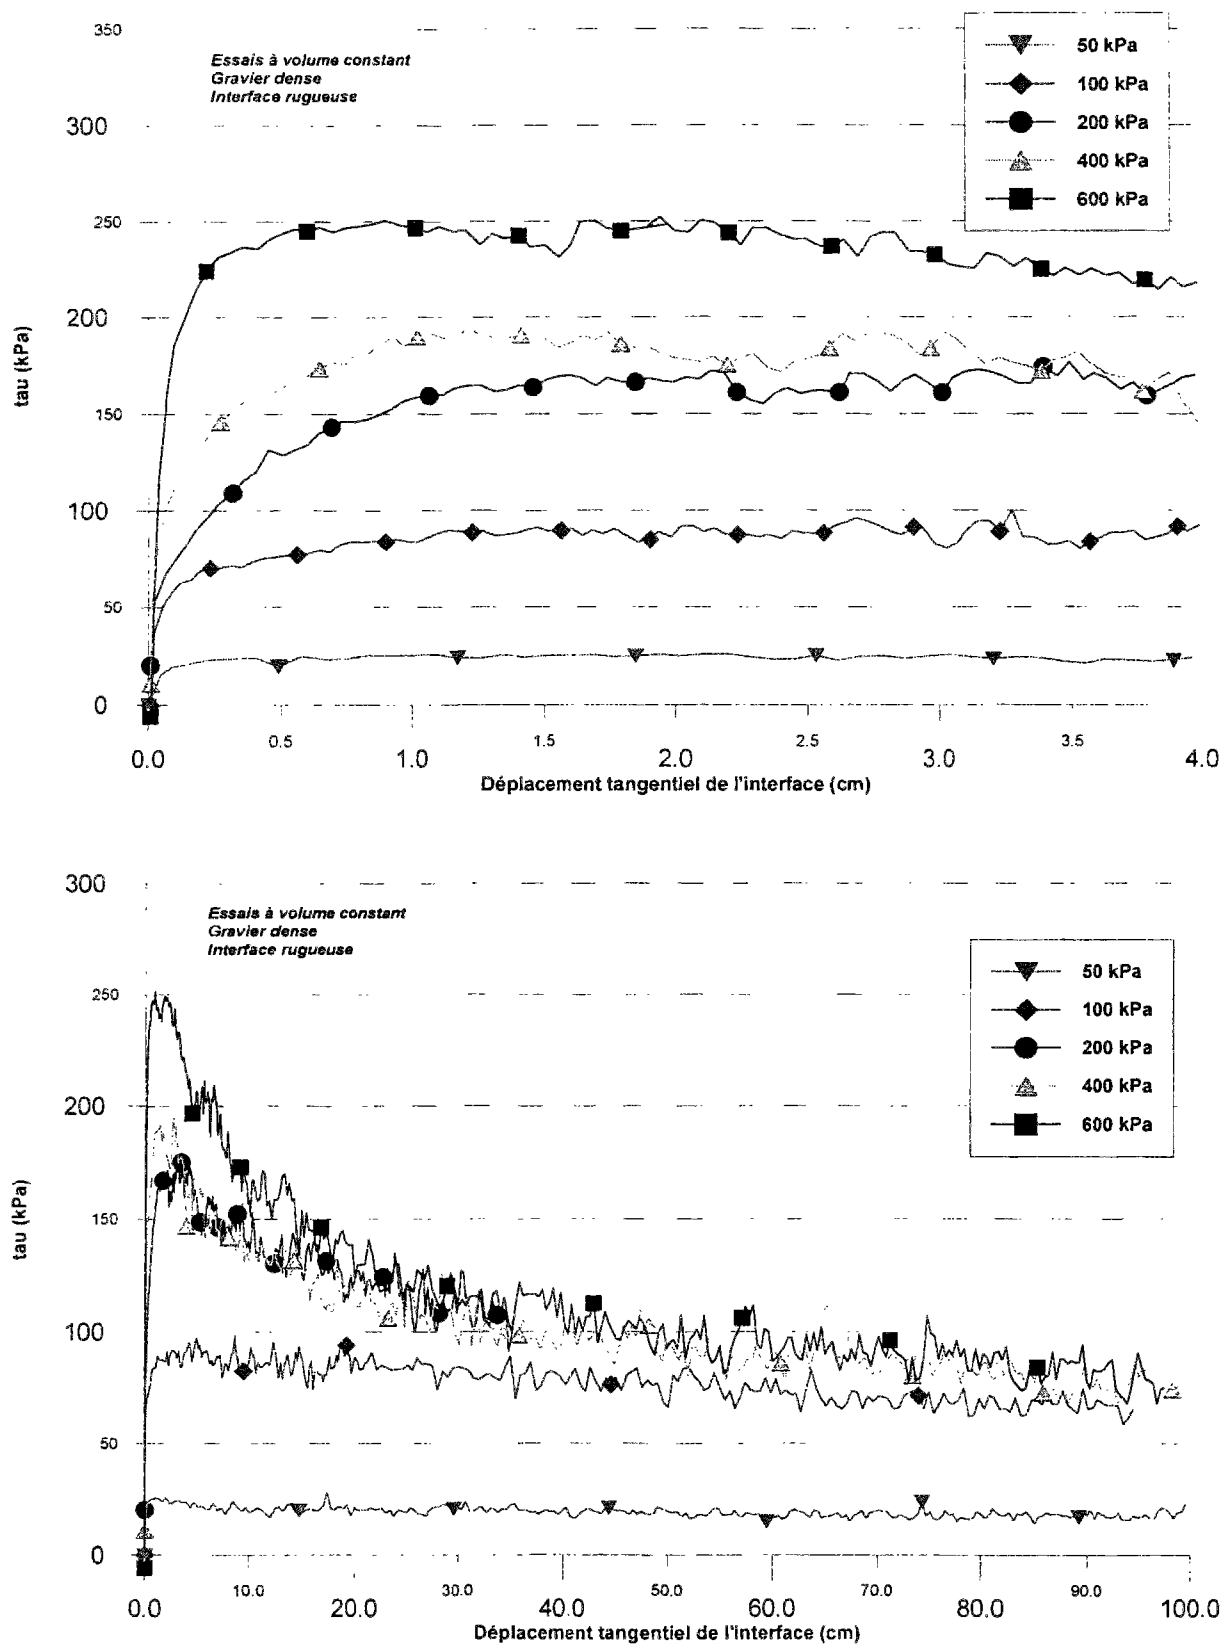 350
Essais à volume constant
Gravier dense
Interface rugueuse
50 kPa
100 kPa
200 kPa
400 kPa
600 kPa
300
250
200
150
100
50
0
tau (kPa)
0.0
0.5
1.0
1.5
2.0
2.5
3.0
3.5
4.0
Déplacement tangentiel de l'interface (cm)
300
Essais à volume constant
Gravier dense
Interface rugueuse
50 kPa
100 kPa
200 kPa
400 kPa
600 kPa
250
200
150
100
50
0
tau (kPa)
0.0
10.0
20.0
30.0
40.0
50.0
60.0
70.0
80.0
90.0
100.0
Déplacement tangentiel de l'interface (cm)